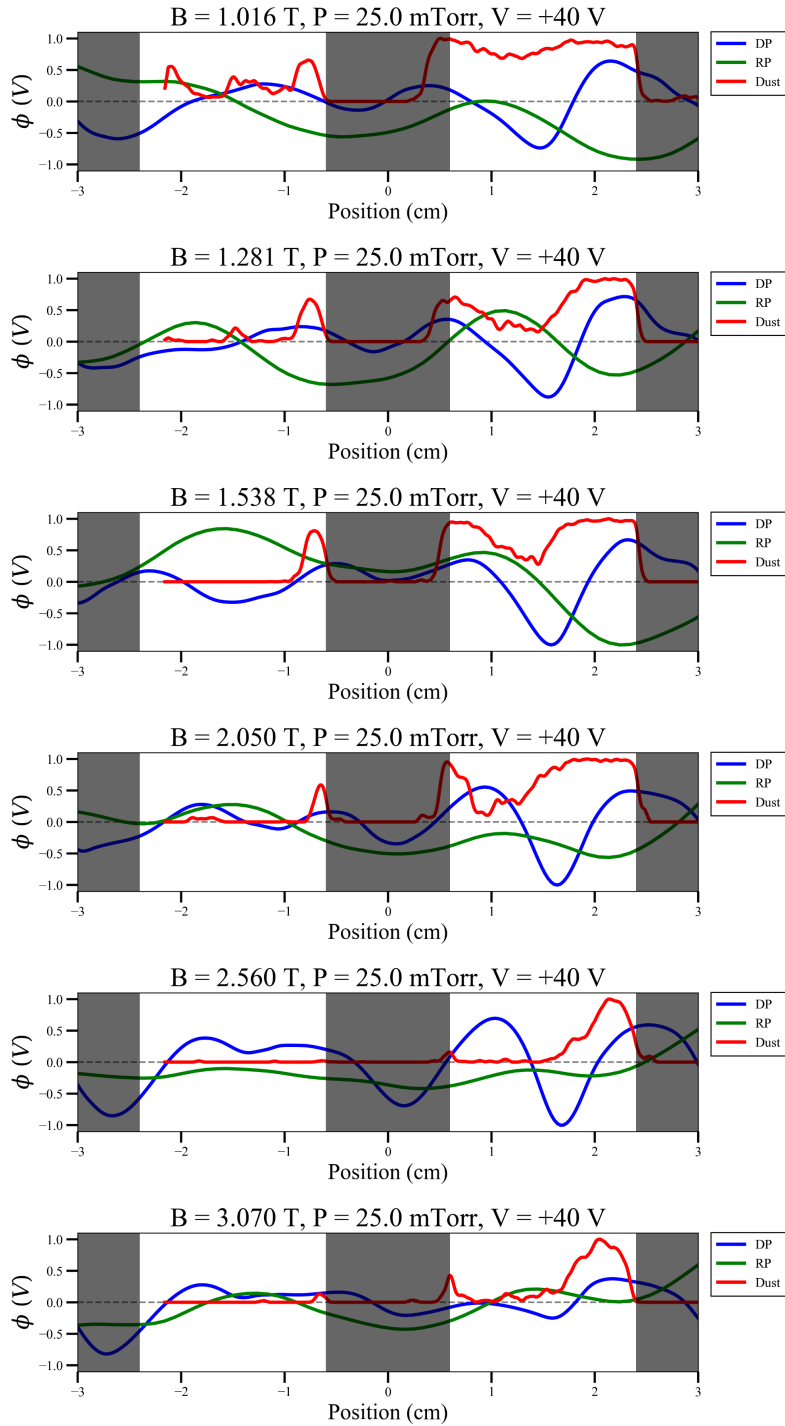 B = 1.016 T, P = 25.0 mTorr, V = +40 V
1.0
0.5
0.0
−0.5
−1.0
ϕ (V)
−3 −2 −1 0 1 2 3
Position (cm)
DP
RP
Dust
B = 1.281 T, P = 25.0 mTorr, V = +40 V
1.0
0.5
0.0
−0.5
−1.0
ϕ (V)
−3 −2 −1 0 1 2 3
Position (cm)
DP
RP
Dust
B = 1.538 T, P = 25.0 mTorr, V = +40 V
1.0
0.5
0.0
−0.5
−1.0
ϕ (V)
−3 −2 −1 0 1 2 3
Position (cm)
DP
RP
Dust
B = 2.050 T, P = 25.0 mTorr, V = +40 V
1.0
0.5
0.0
−0.5
−1.0
ϕ (V)
−3 −2 −1 0 1 2 3
Position (cm)
DP
RP
Dust
B = 2.560 T, P = 25.0 mTorr, V = +40 V
1.0
0.5
0.0
−0.5
−1.0
ϕ (V)
−3 −2 −1 0 1 2 3
Position (cm)
DP
RP
Dust
B = 3.070 T, P = 25.0 mTorr, V = +40 V
1.0
0.5
0.0
−0.5
−1.0
ϕ (V)
−3 −2 −1 0 1 2 3
Position (cm)
DP
RP
Dust